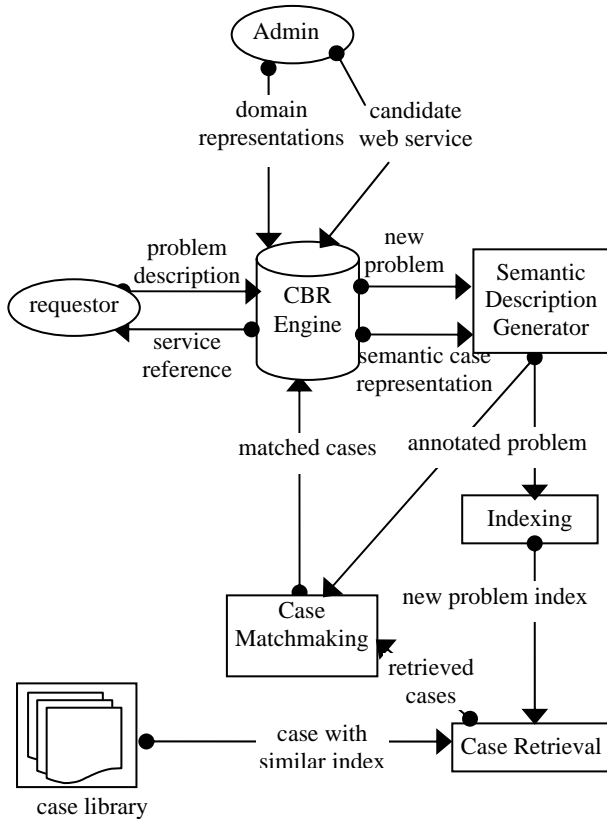 Admin
domain
representations
candidate
web service
problem
description
new
problem
requestor
CBR
Engine
Semantic
Description
Generator
service
reference
semantic case
representation
matched cases
annotated problem
Indexing
Case
Matchmaking
new problem index
retrieved
cases
case with
similar index
Case Retrieval
case library